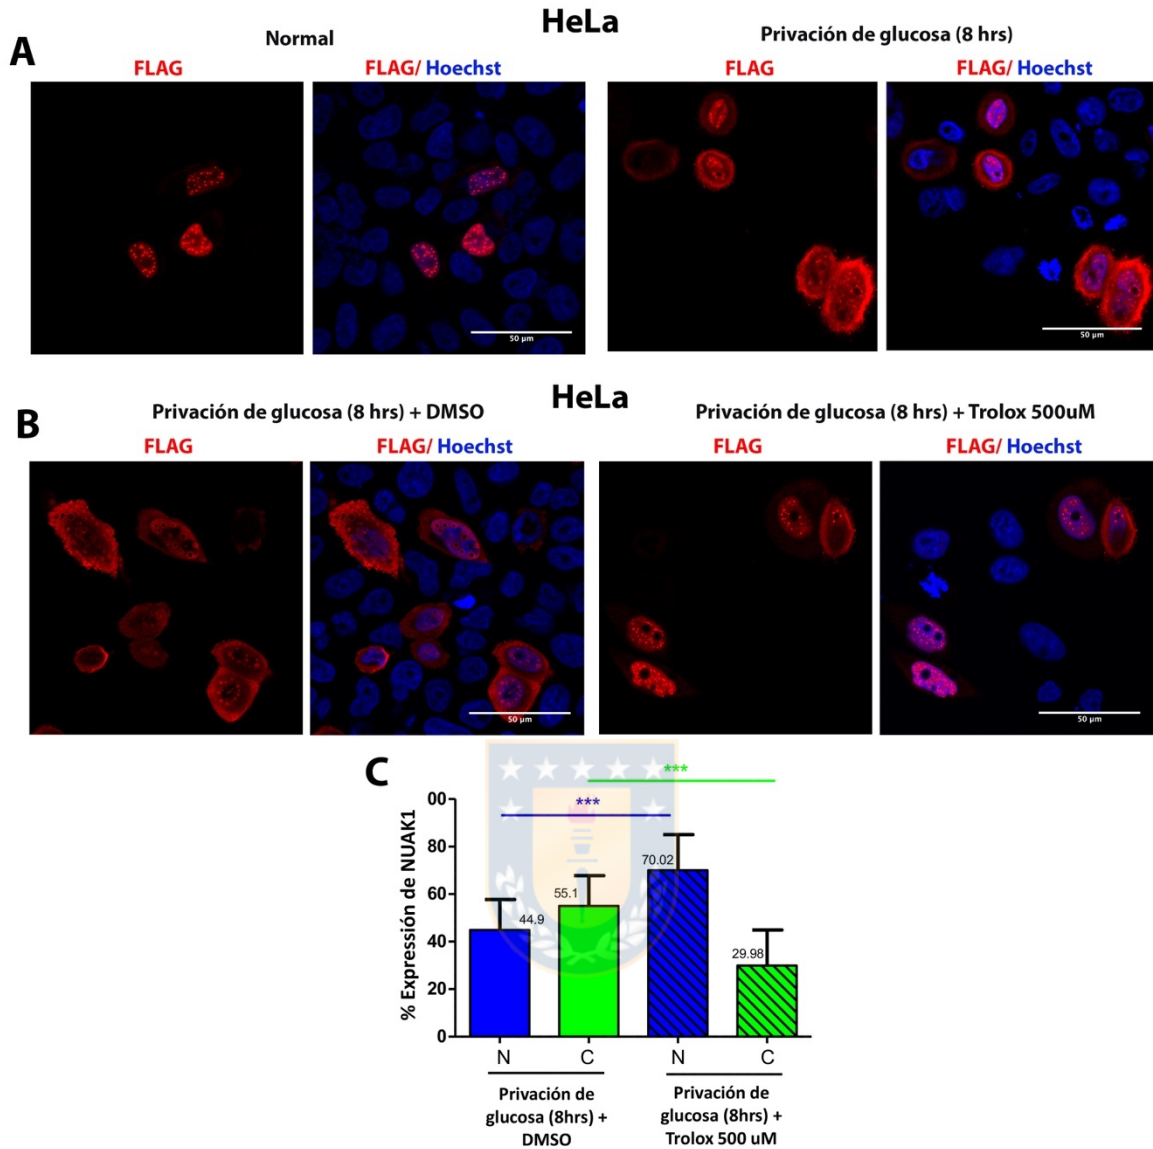 HeLa
A
Normal
Privación de glucosa (8 hrs)
FLAG
FLAG/ Hoechst
FLAG
FLAG/ Hoechst
50 µm
50 µm
HeLa
B
Privación de glucosa (8 hrs) + DMSO
Privación de glucosa (8 hrs) + Trolox 500uM
FLAG
FLAG/ Hoechst
FLAG
FLAG/ Hoechst
50 µm
50 µm
C
***
***
% Expresión de NUAK1
00
80
60
40
20
0
44.9
55.1
70.02
29.98
N
C
N
C
Privación de
glucosa (8hrs) +
DMSO
Privación de
glucosa (8hrs) +
Trolox 500 uM